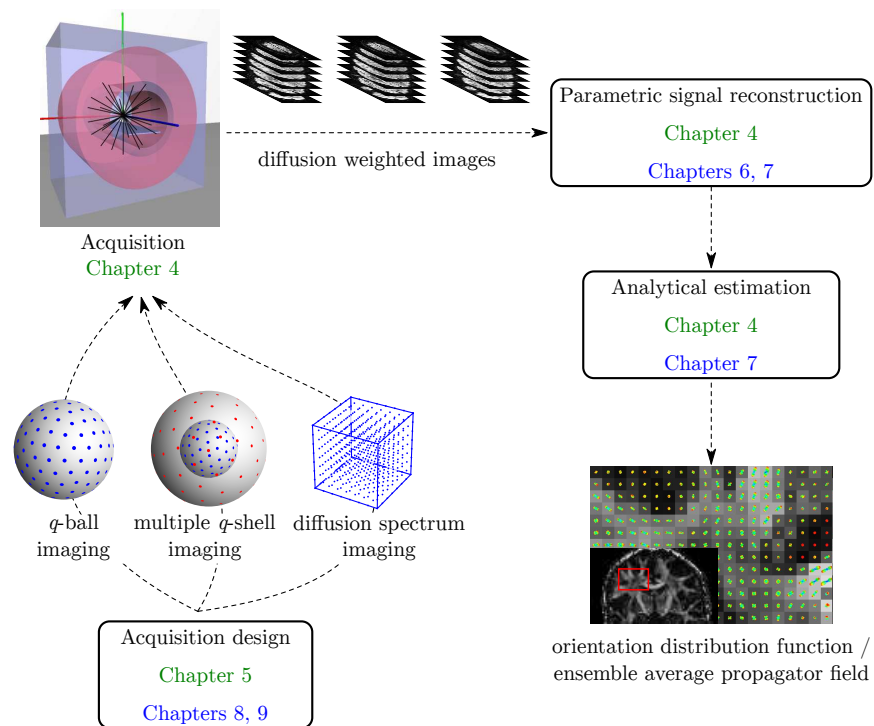 Parametric signal reconstruction
Chapter 4
Chapters 6, 7
diffusion weighted images
Acquisition
Chapter 4
Analytical estimation
Chapter 4
Chapter 7
q-ball
imaging
multiple q-shell
imaging
diffusion spectrum
imaging
Acquisition design
Chapter 5
Chapters 8, 9
orientation distribution function /
ensemble average propagator field